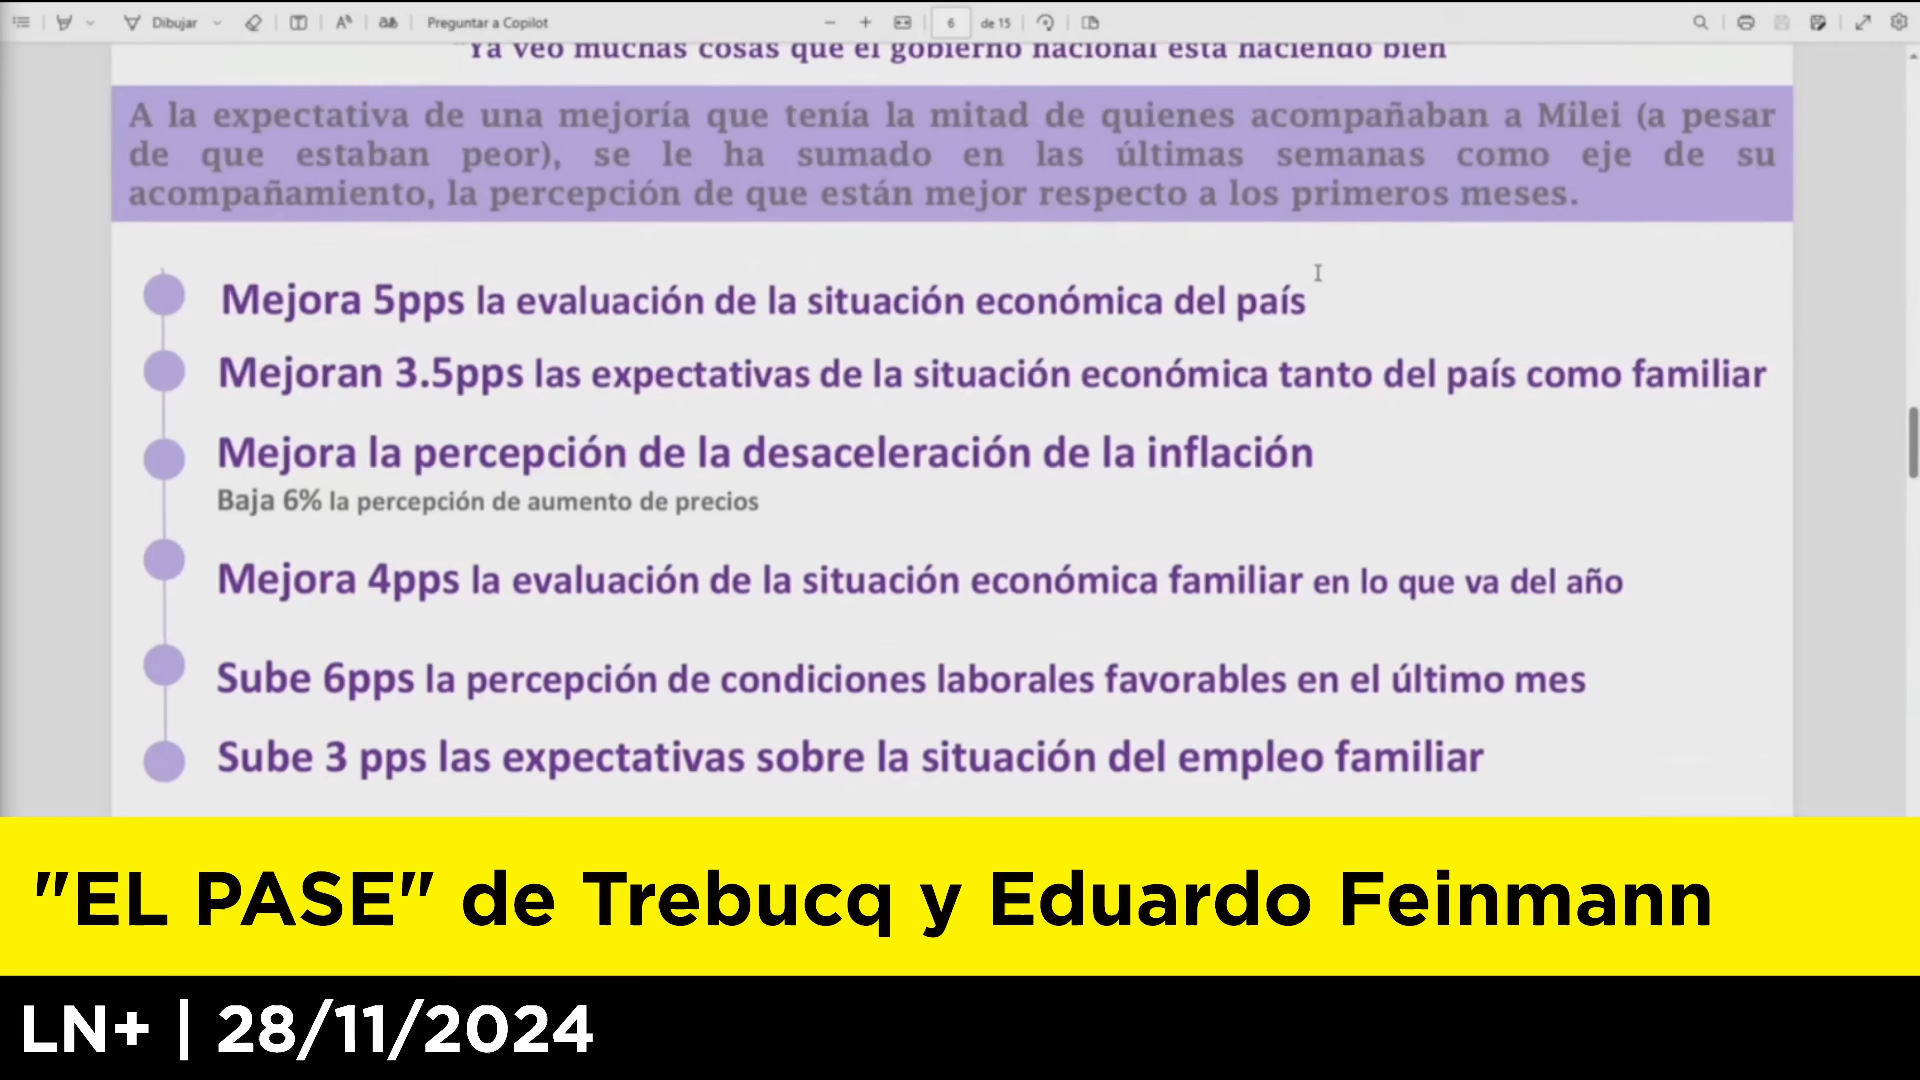 Dibujar
Preguntar a Copilot
6 de 15
"Ya veo muchas cosas que el gobierno nacional está haciendo bien
A la expectativa de una mejoría que tenía la mitad de quienes acompañaban a Milei (a pesar
de que estaban peor), se le ha sumado en las últimas semanas como eje de su
acompañamiento, la percepción de que están mejor respecto a los primeros meses.
Mejora 5pps la evaluación de la situación económica del país
Mejoran 3.5pps las expectativas de la situación económica tanto del país como familiar
Mejora la percepción de la desaceleración de la inflación
Baja 6% la percepción de aumento de precios
Mejora 4pps la evaluación de la situación económica familiar en lo que va del año
Sube 6pps la percepción de condiciones laborales favorables en el último mes
Sube 3 pps las expectativas sobre la situación del empleo familiar
"EL PASE" de Trebucq y Eduardo Feinmann
LN+ | 28/11/2024